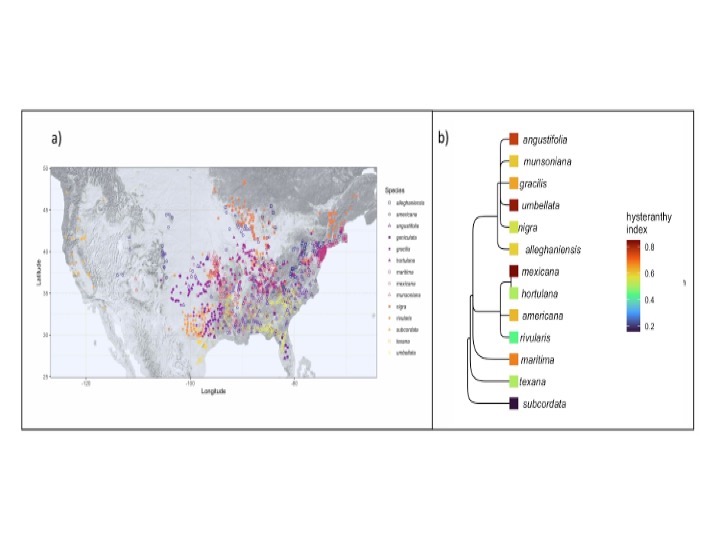 a)
50
45
40
35
30
25
Latitude
-120
-100
-80
Longitude
Species
alleghaniensis
americana
angustifolia
geniculata
gracilis
hortulana
maritima
mexicana
munsoniana
nigra
rivularis
subcordata
texana
umbellata
b)
angustifolia
munsoniana
gracilis
umbellata
nigra
alleghaniensis
mexicana
hortulana
americana
rivularis
maritima
texana
subcordata
hysteranthy
index
0.8
0.6
0.4
0.2